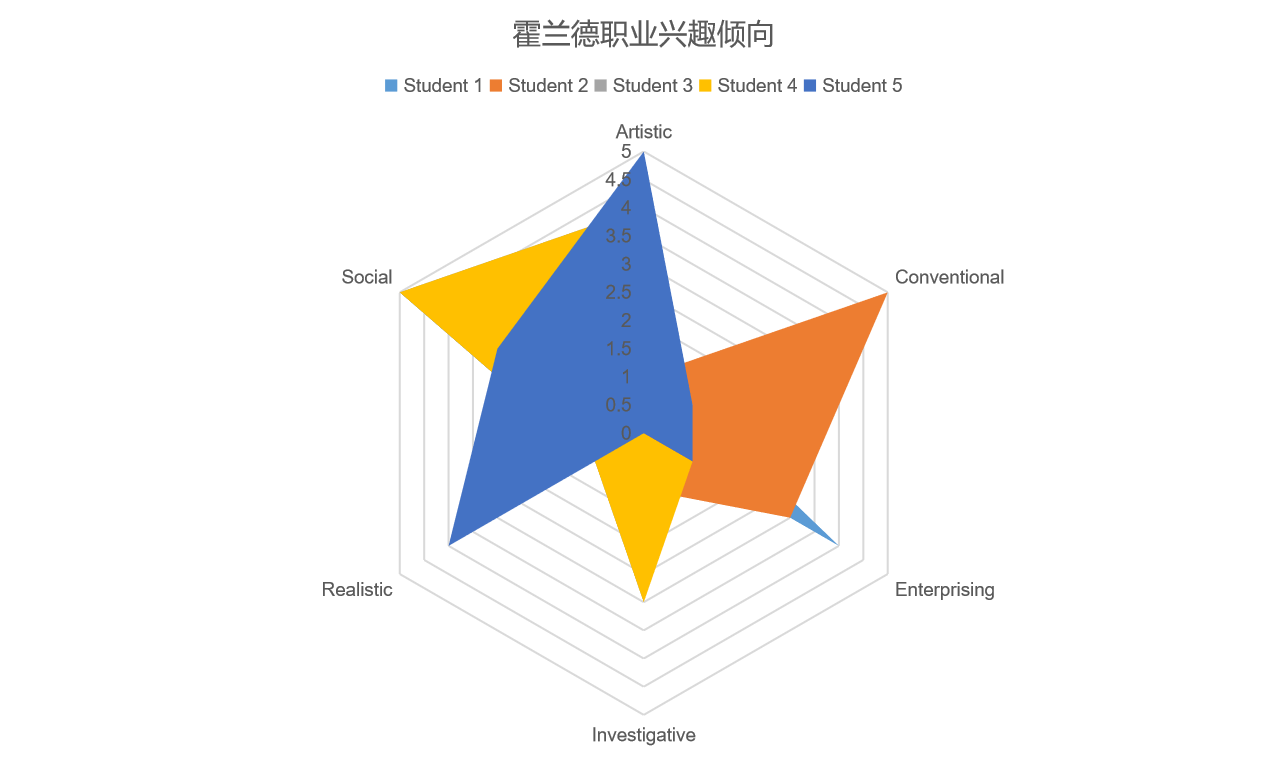 霍兰德职业兴趣倾向
Student 1 Student 2 Student 3 Student 4 Student 5
Artistic
5
4.5
4
3.5
3
Social
Conventional
2.5
2
1.5
1
0.5
0
Realistic
Enterprising
Investigative